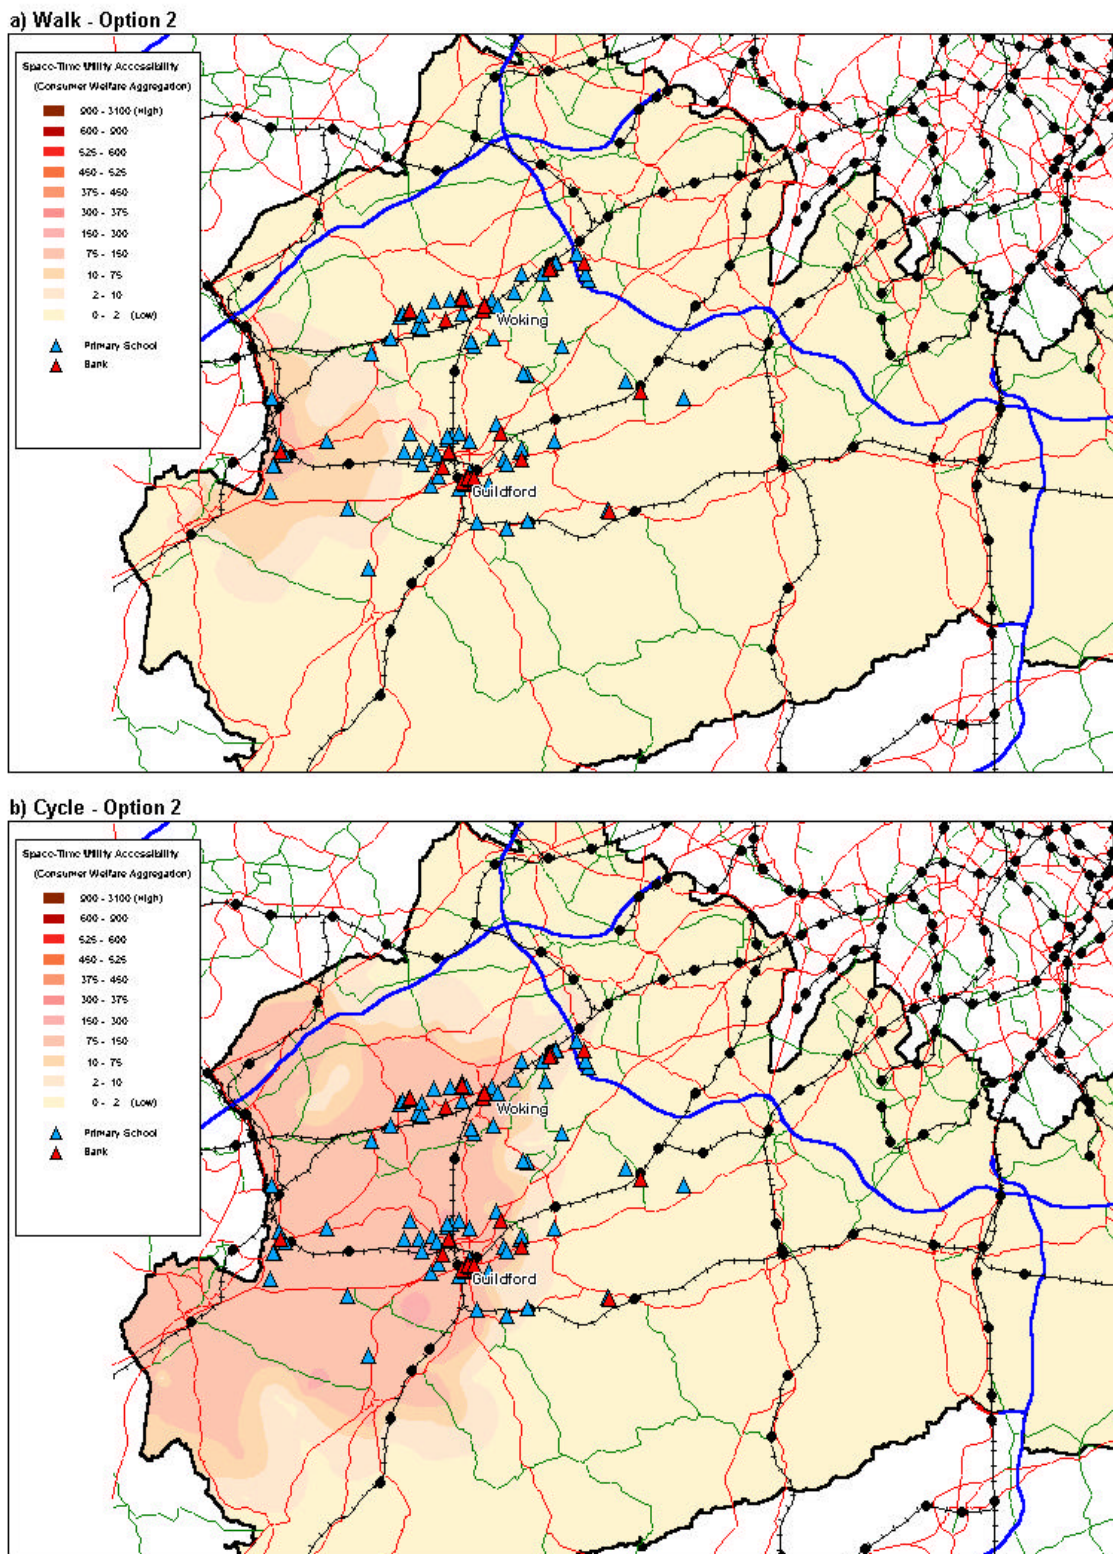 a) Walk - Option 2
Space-Time Utility Accessibility
(Consumer Welfare Aggregation)
900 - 3100 (High)
600 - 900
525 - 600
450 - 525
375 - 450
300 - 375
150 - 300
75 - 150
10 - 75
2 - 10
0 - 2 (Low)
Primary School
Bank
Woking
Guildford
b) Cycle - Option 2
Space-Time Utility Accessibility
(Consumer Welfare Aggregation)
900 - 3100 (High)
600 - 900
525 - 600
450 - 525
375 - 450
300 - 375
150 - 300
75 - 150
10 - 75
2 - 10
0 - 2 (Low)
Primary School
Bank
Woking
Guildford